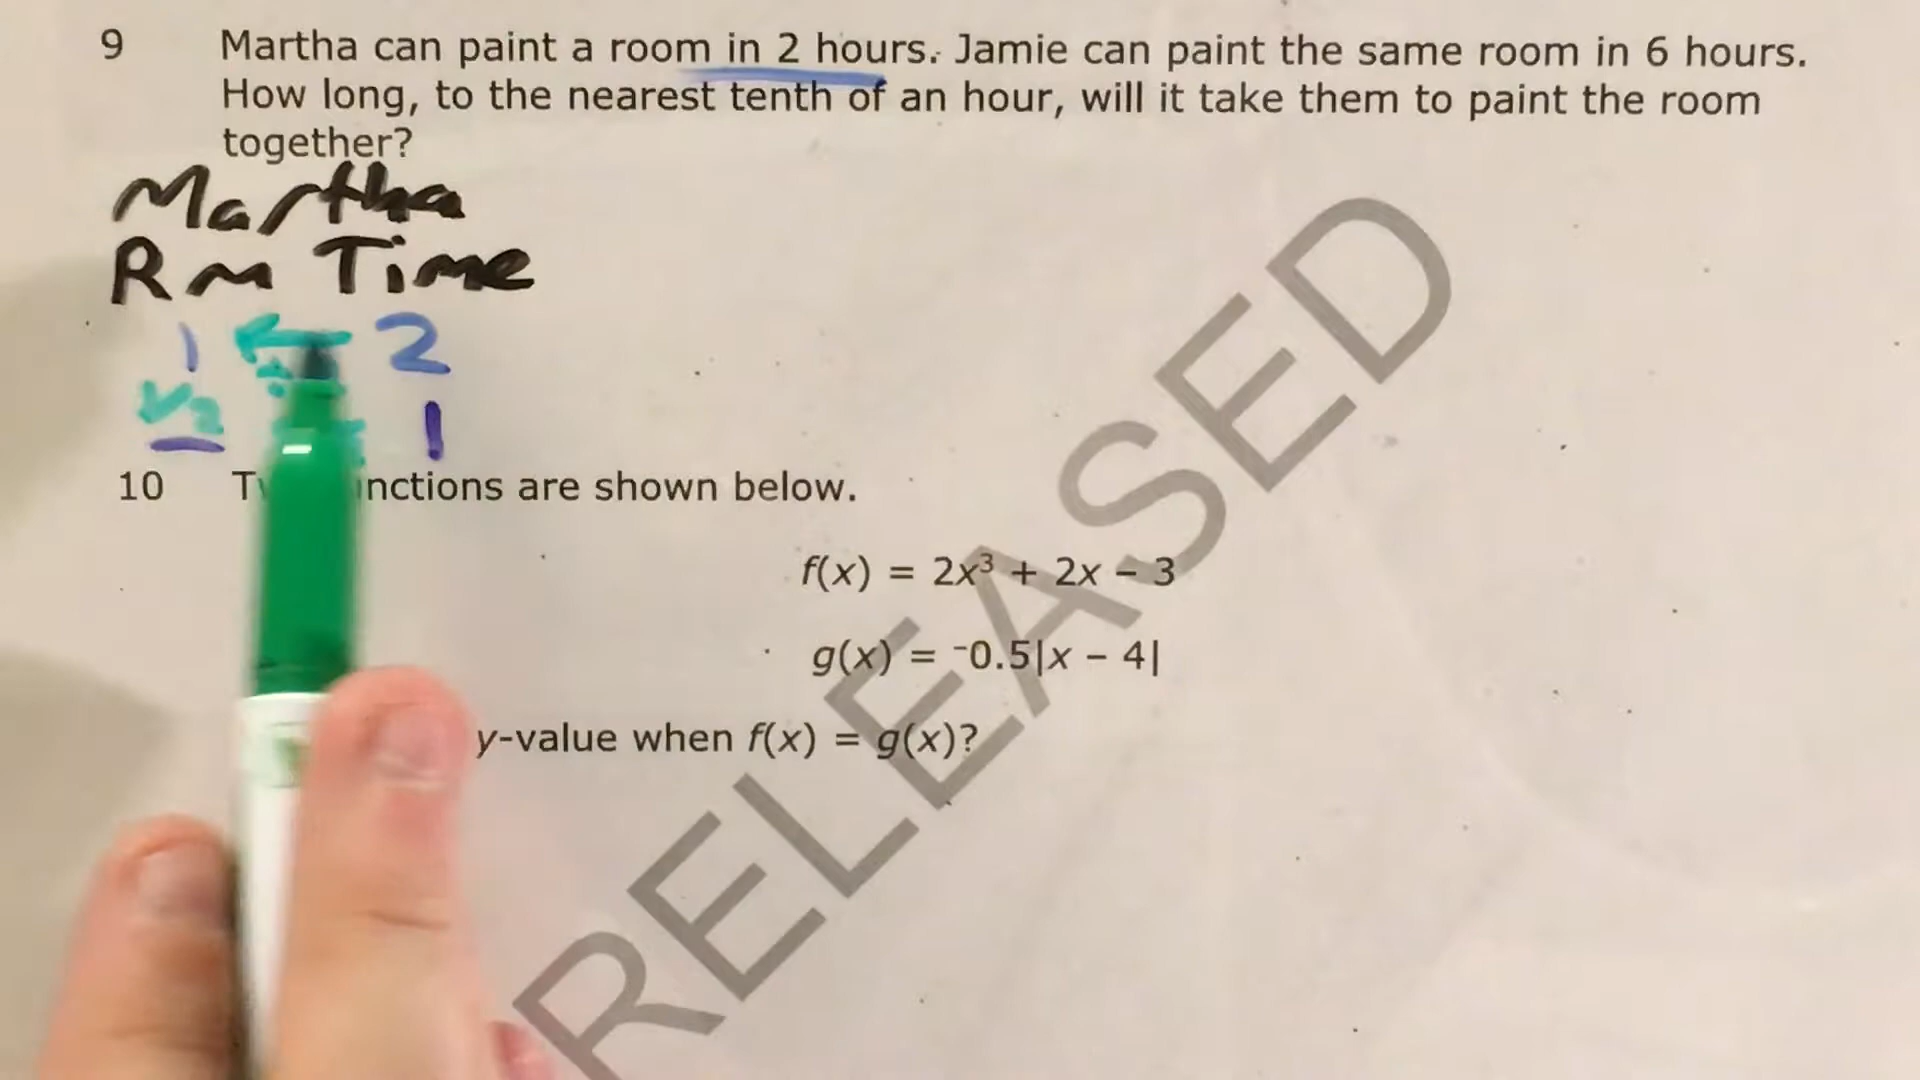 9 Martha can paint a room in 2 hours. Jamie can paint the same room in 6 hours.
How long, to the nearest tenth of an hour, will it take them to paint the room
together?
Martha
Rm Time
1 2
1/2 1
10 functions are shown below.
f(x) = 2x³ + 2x – 3
g(x) = ⁻0.5|x – 4|
y-value when f(x) = g(x)?
RELEASED